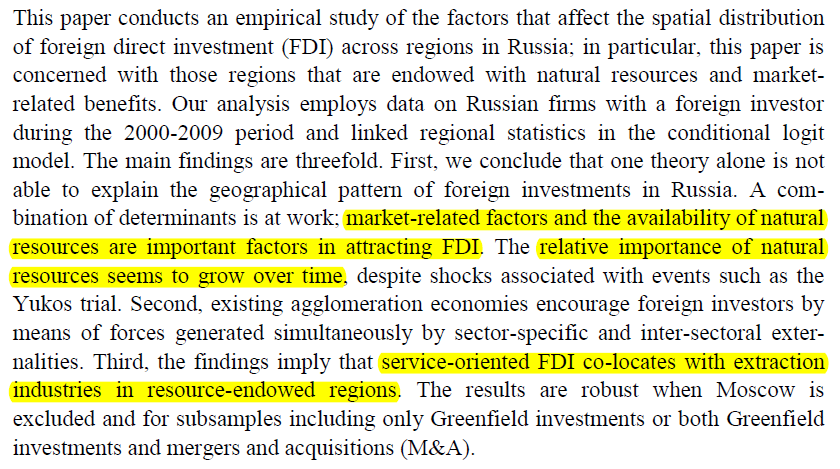 This paper conducts an empirical study of the factors that affect the spatial distribution
of foreign direct investment (FDI) across regions in Russia; in particular, this paper is
concerned with those regions that are endowed with natural resources and market-
related benefits. Our analysis employs data on Russian firms with a foreign investor
during the 2000-2009 period and linked regional statistics in the conditional logit
model. The main findings are threefold. First, we conclude that one theory alone is not
able to explain the geographical pattern of foreign investments in Russia. A com-
bination of determinants is at work; market-related factors and the availability of natural
resources are important factors in attracting FDI. The relative importance of natural
resources seems to grow over time, despite shocks associated with events such as the
Yukos trial. Second, existing agglomeration economies encourage foreign investors by
means of forces generated simultaneously by sector-specific and inter-sectoral exter-
nalities. Third, the findings imply that service-oriented FDI co-locates with extraction
industries in resource-endowed regions. The results are robust when Moscow is
excluded and for subsamples including only Greenfield investments or both Greenfield
investments and mergers and acquisitions (M&A).